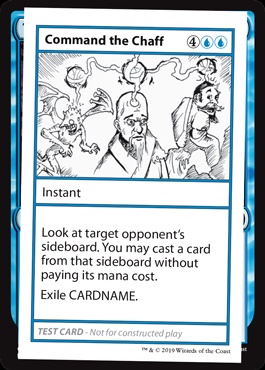 Command the Chaff 4
Instant
Look at target opponent's
sideboard. You may cast a card
from that sideboard without
paying its mana cost.
Exile CARDNAME.
TEST CARD - Not for constructed play
™ & © 2019 Wizards of the Coast